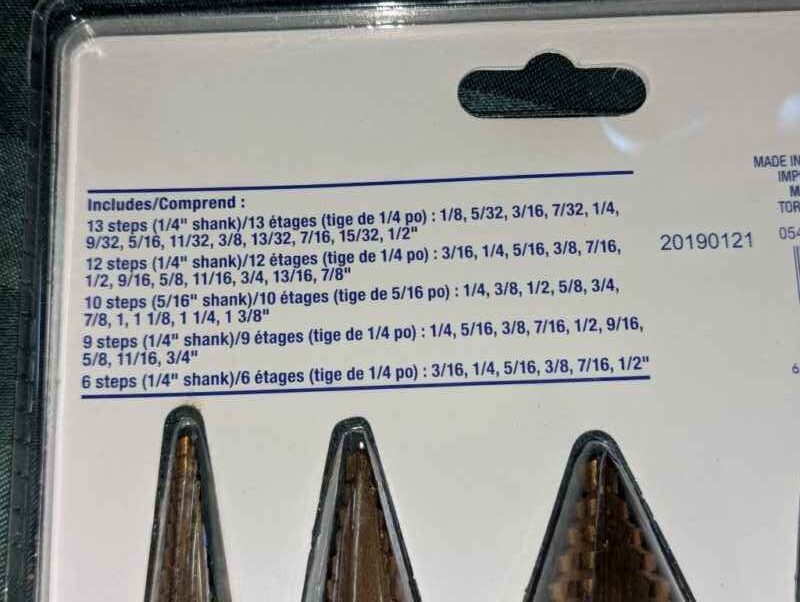 Includes/Comprend :
13 steps (1/4" shank)/13 étages (tige de 1/4 po) : 1/8, 5/32, 3/16, 7/32, 1/4,
9/32, 5/16, 11/32, 3/8, 13/32, 7/16, 15/32, 1/2"
12 steps (1/4" shank)/12 étages (tige de 1/4 po) : 3/16, 1/4, 5/16, 3/8, 7/16,
1/2, 9/16, 5/8, 11/16, 3/4, 13/16, 7/8"
10 steps (5/16" shank)/10 étages (tige de 5/16 po) : 1/4, 3/8, 1/2, 5/8, 3/4,
7/8, 1, 1 1/8, 1 1/4, 1 3/8"
9 steps (1/4" shank)/9 étages (tige de 1/4 po) : 1/4, 5/16, 3/8, 7/16, 1/2, 9/16,
5/8, 11/16, 3/4"
6 steps (1/4" shank)/6 étages (tige de 1/4 po) : 3/16, 1/4, 5/16, 3/8, 7/16, 1/2"
20190121
MADE IN
IMP
M
TOR
054
6